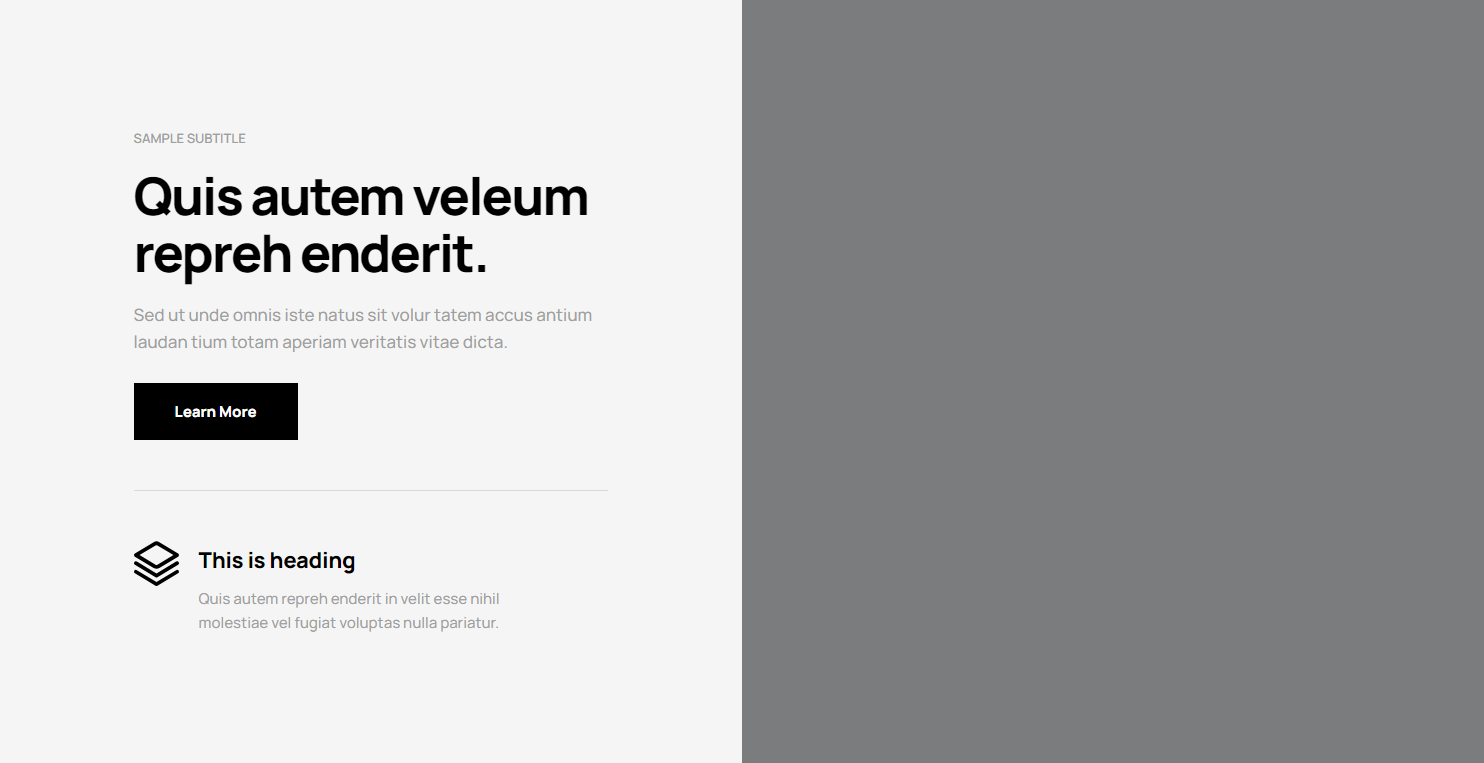 SAMPLE SUBTITLE
Quis autem veleum
repreh enderit.
Sed ut unde omnis iste natus sit volur tatem accus antium
laudan tium totam aperiam veritatis vitae dicta.
Learn More
This is heading
Quis autem repreh enderit in velit esse nihil
molestiae vel fugiat voluptas nulla pariatur.